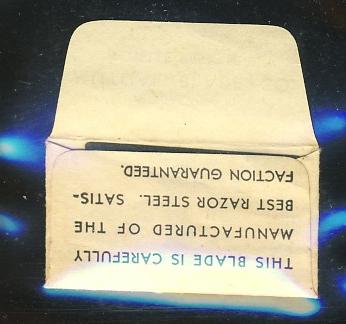 THIS BLADE IS CAREFULLY
MANUFACTURED OF THE
BEST RAZOR STEEL. SATIS-
FACTION GUARANTEED.